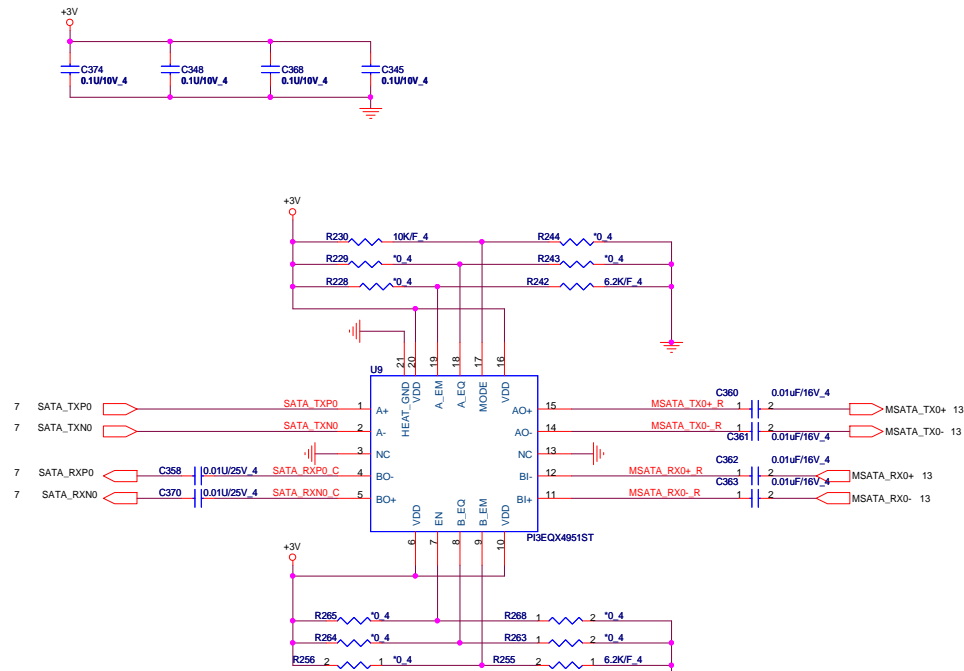 +3V
C374 C348 C368 C345
0.1U/10V_4 0.1U/10V_4 0.1U/10V_4 0.1U/10V_4
+3V
R230 10K/F_4 R244 *0_4
R229 *0_4 R243 *0_4
R228 *0_4 R242 6.2K/F_4
21 20 19 18 17 16
U9
HEAT_GND VDD A_EM A_EQ MODE VDD
C360 0.01uF/16V_4
7 SATA_TXP0 SATA_TXP0 1 A+ AO+ 15 MSATA_TX0+_R 1 2 MSATA_TX0+ 13
7 SATA_TXN0 SATA_TXN0 2 A- AO- 14 MSATA_TX0-_R 1 2 MSATA_TX0- 13
C361 0.01uF/16V_4
3 NC NC 13
C362 0.01uF/16V_4
7 SATA_RXP0 C358 0.01U/25V_4 SATA_RXP0_C 4 BO- BI- 12 MSATA_RX0+_R 1 2 MSATA_RX0+ 13
C363 0.01uF/16V_4
7 SATA_RXN0 C370 0.01U/25V_4 SATA_RXN0_C 5 BO+ BI+ 11 MSATA_RX0-_R 1 2 MSATA_RX0- 13
VDD EN B_EQ B_EM VDD
PI3EQX4951ST
6 7 8 9 10
+3V
R265 *0_4 R268 1 2 *0_4
R264 *0_4 R263 1 2 *0_4
R256 2 1 *0_4 R255 2 1 6.2K/F_4